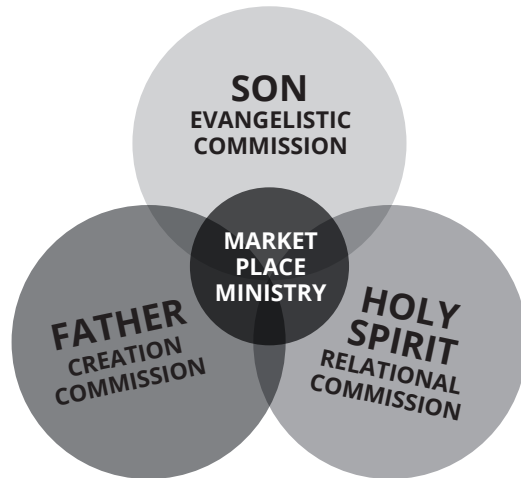 SON
EVANGELISTIC
COMMISSION
MARKET
PLACE
MINISTRY
FATHER
CREATION
COMMISSION
HOLY
SPIRIT
RELATIONAL
COMMISSION